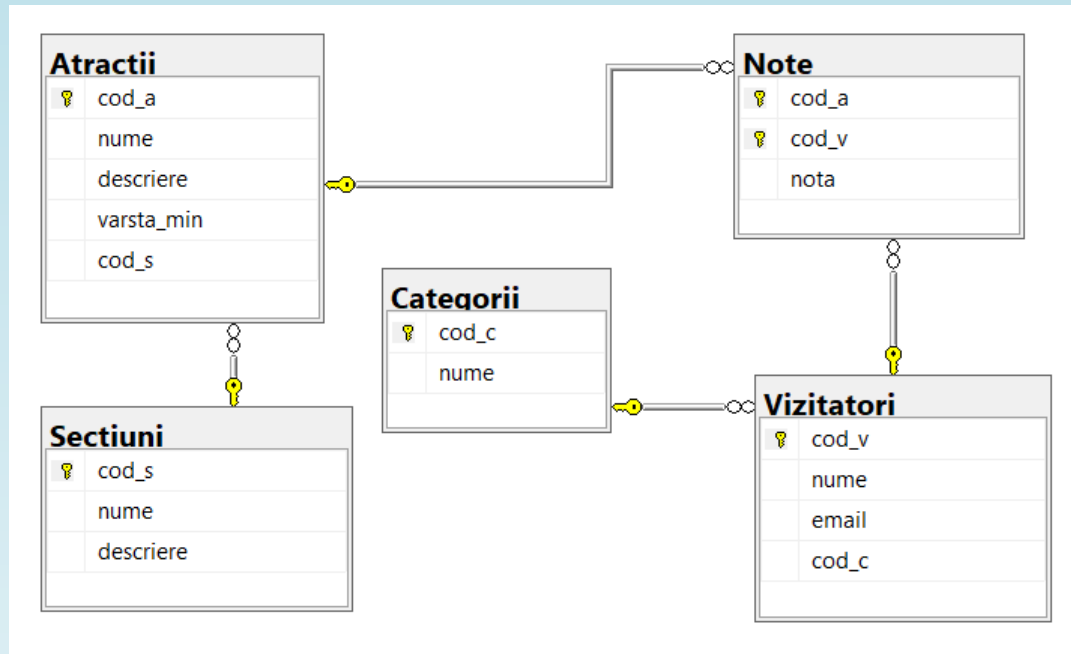 Atractii
cod_a
nume
descriere
varsta_min
cod_s
Note
cod_a
cod_v
nota
Categorii
cod_c
nume
Sectiuni
cod_s
nume
descriere
Vizitatori
cod_v
nume
email
cod_c